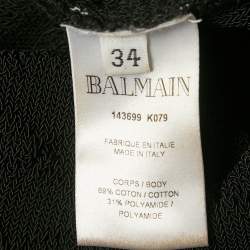 34
BALMAIN
143699 K079
FABRIQUE EN ITALIE
MADE IN ITALY
CORPS / BODY
69% COTON / COTTON
31% POLYAMIDE /
POLYAMIDE